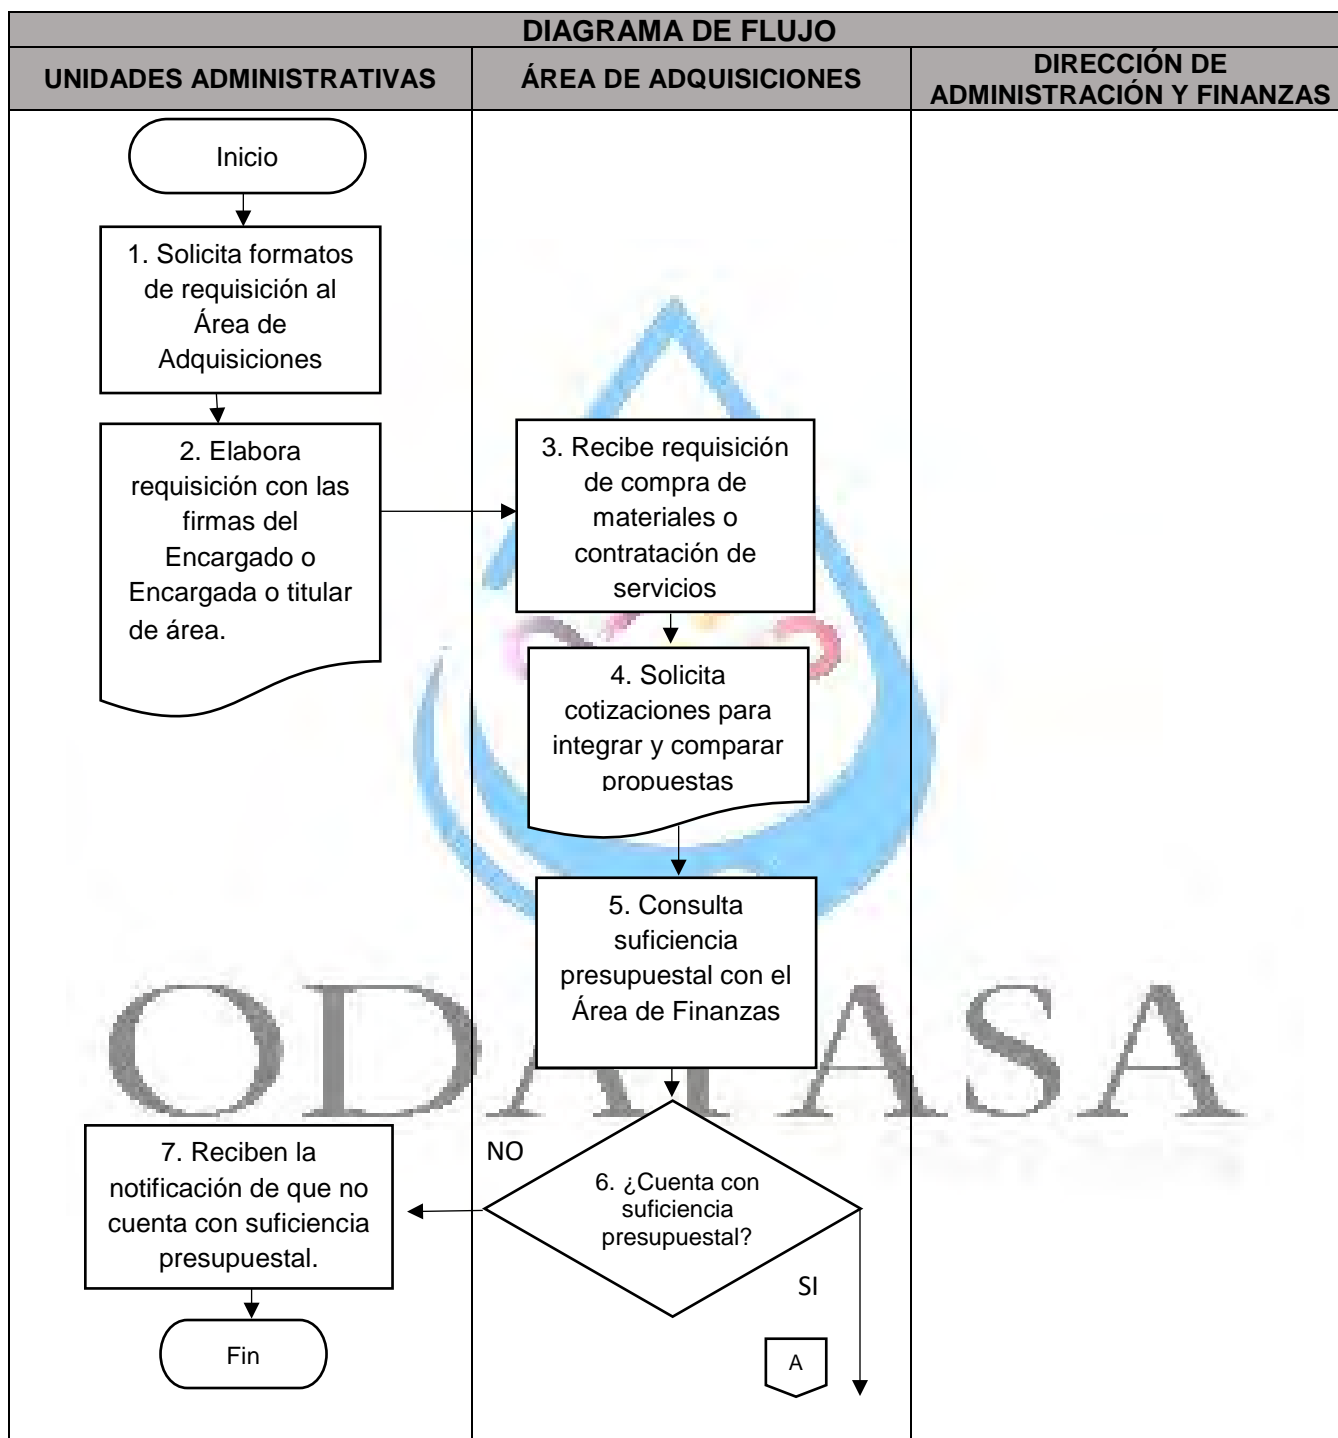 DIAGRAMA DE FLUJO
UNIDADES ADMINISTRATIVAS
ÁREA DE ADQUISICIONES
DIRECCIÓN DE
ADMINISTRACIÓN Y FINANZAS
Inicio
1. Solicita formatos
de requisición al
Área de
Adquisiciones
2. Elabora
requisición con las
firmas del
Encargado o
Encargada o titular
de área.
3. Recibe requisición
de compra de
materiales o
contratación de
servicios
4. Solicita
cotizaciones para
integrar y comparar
propuestas
5. Consulta
suficiencia
presupuestal con el
Área de Finanzas
6. ¿Cuenta con
suficiencia
presupuestal?
NO
7. Reciben la
notificación de que no
cuenta con suficiencia
presupuestal.
Fin
SI
A